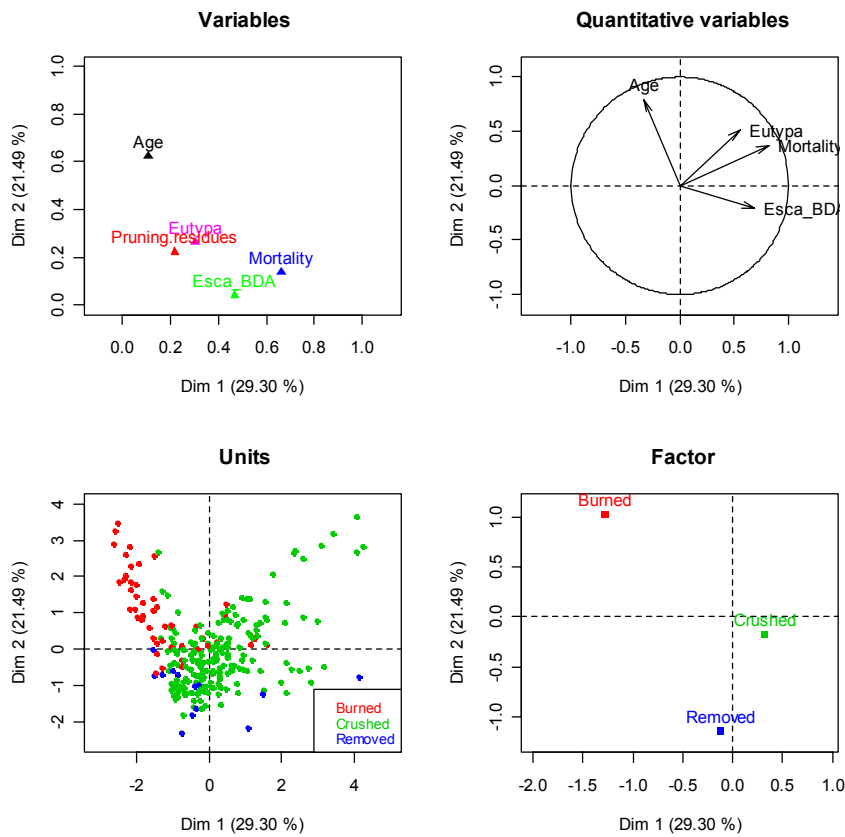 Variables
1.0
0.8
0.6
0.4
0.2
0.0
Dim 2 (21.49 %)
Age
Eutypa
Pruning.residues
Mortality
Esca_BDA
0.0 0.2 0.4 0.6 0.8 1.0
Dim 1 (29.30 %)
Quantitative variables
1.0
0.5
0.0
-0.5
-1.0
Dim 2 (21.49 %)
Age
Eutypa
Mortality
Esca_BDA
-1.0 -0.5 0.0 0.5 1.0
Dim 1 (29.30 %)
Units
4
3
2
1
0
-1
-2
Dim 2 (21.49 %)
Burned
Crushed
Removed
-2 0 2 4
Dim 1 (29.30 %)
Factor
1.0
0.5
0.0
-0.5
-1.0
Dim 2 (21.49 %)
Burned
Crushed
Removed
-2.0 -1.5 -1.0 -0.5 0.0 0.5 1.0
Dim 1 (29.30 %)